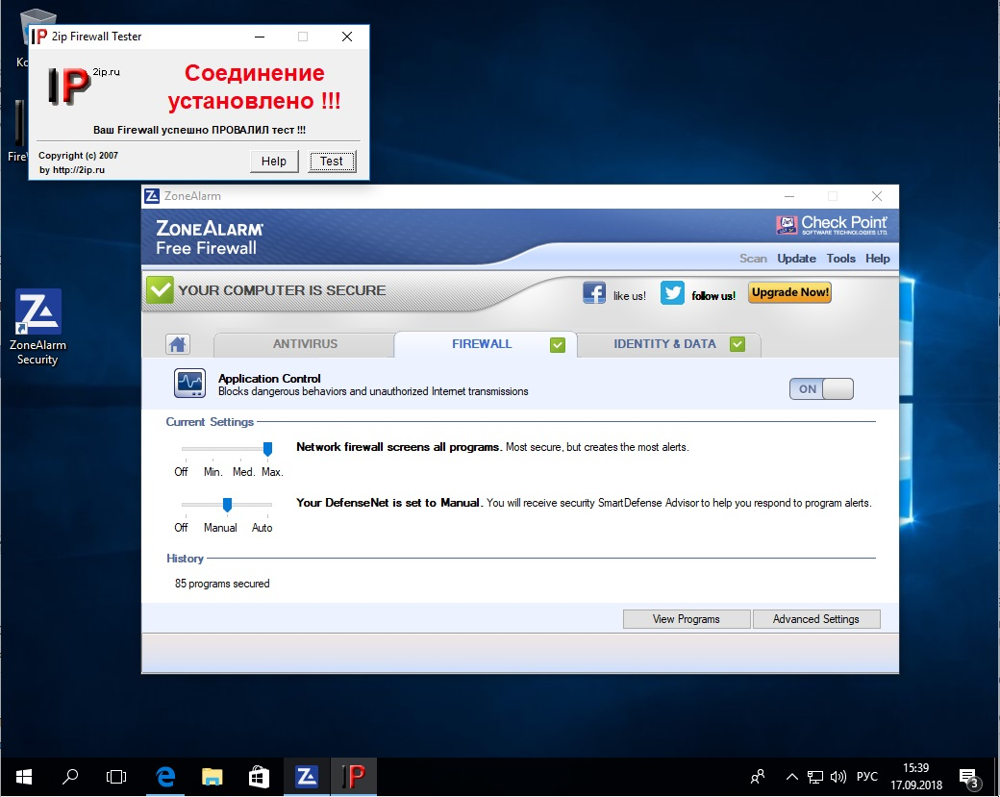 2ip Firewall Tester
IP 2ip.ru
Соединение
установлено !!!
Ваш Firewall успешно ПРОВАЛИЛ тест !!!
Copyright (c) 2007
by http://2ip.ru
Help
Test
ZoneAlarm
Security
ZoneAlarm
ZONEALARM
Free Firewall
Check Point
SOFTWARE TECHNOLOGIES LTD.
Scan Update Tools Help
YOUR COMPUTER IS SECURE
like us!
follow us!
Upgrade Now!
ANTIVIRUS
FIREWALL
IDENTITY & DATA
Application Control
Blocks dangerous behaviors and unauthorized Internet transmissions
ON
Current Settings
Network firewall screens all programs. Most secure, but creates the most alerts.
Off Min. Med. Max.
Your DefenseNet is set to Manual. You will receive security SmartDefense Advisor to help you respond to program alerts.
Off Manual Auto
History
85 programs secured
View Programs
Advanced Settings
РУС
15:39
17.09.2018
3